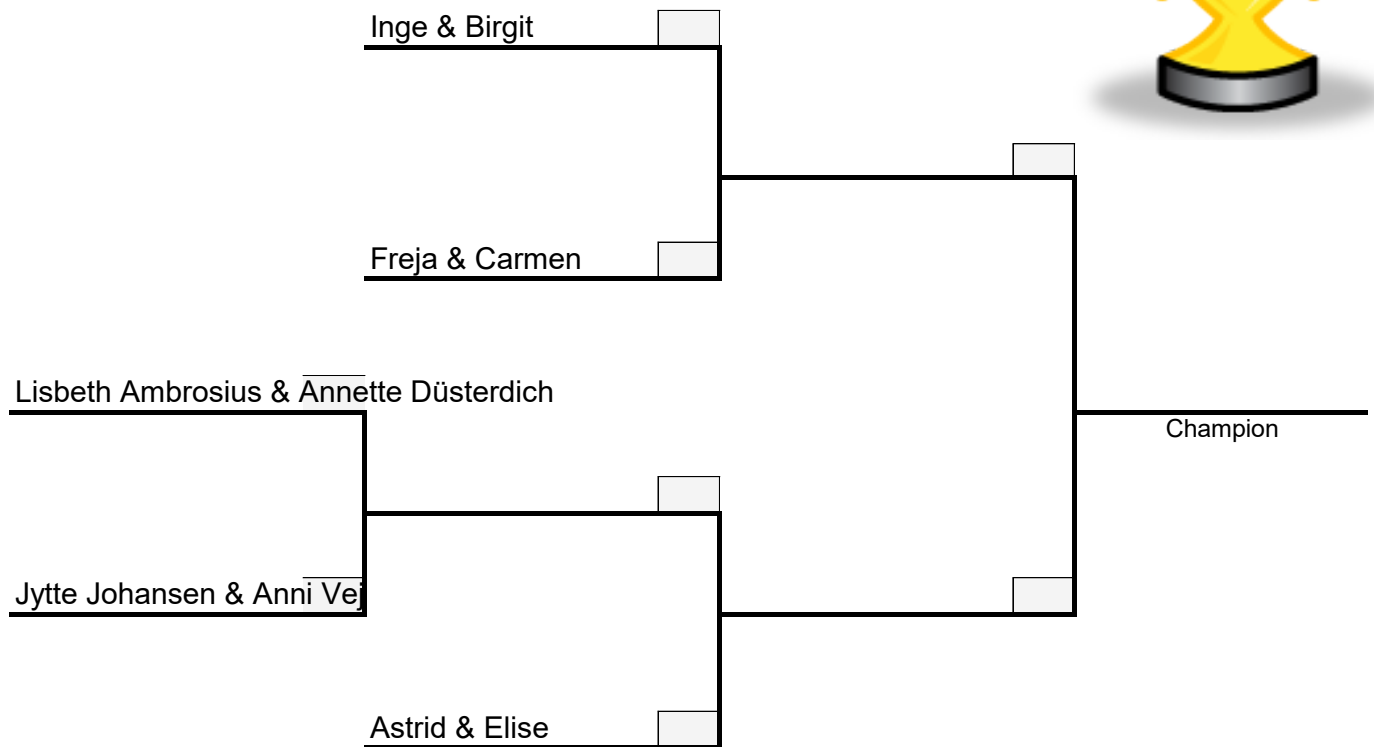 Inge & Birgit
Freja & Carmen
Lisbeth Ambrosius & Annette Düsterdich
Champion
Jytte Johansen & Anni Vej
Astrid & Elise